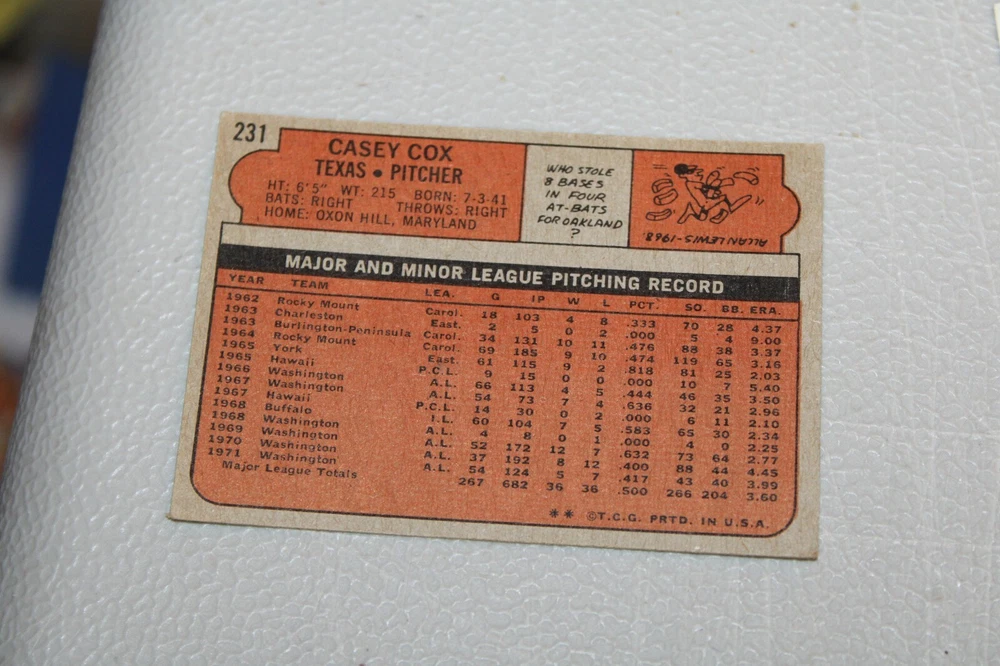 231
CASEY COX
TEXAS • PITCHER
HT: 6'5" WT: 215 BORN: 7-3-41
BATS: RIGHT THROWS: RIGHT
HOME: OXON HILL, MARYLAND
WHO STOLE
8 BASES
IN FOUR
AT-BATS
FOR OAKLAND
?
ALLAN LEWIS-1968.
MAJOR AND MINOR LEAGUE PITCHING RECORD
YEAR TEAM LEA. G IP W L PCT. SO. BB. ERA.
1962 Rocky Mount Carol. 18 103 4 8 .333 70 28 4.37
1963 Charleston East. 2 5 0 2 .000 5 4 9.00
1963 Burlington-Peninsula Carol. 34 131 10 11 .476 88 38 3.37
1964 Rocky Mount Carol. 69 185 9 10 .474 119 65 3.16
1965 York East. 61 115 9 2 .818 81 25 2.03
1965 Hawaii P.C.L. 9 15 0 0 .000 10 7 5.40
1966 Washington A.L. 66 113 4 5 .444 46 35 3.50
1967 Washington A.L. 54 73 7 4 .636 32 21 2.96
1967 Hawaii P.C.L. 14 30 0 2 .000 6 11 2.10
1968 Buffalo I.L. 60 104 7 5 .583 65 30 2.34
1968 Washington A.L. 4 8 0 1 .000 4 0 2.25
1969 Washington A.L. 52 172 12 7 .632 73 64 2.77
1970 Washington A.L. 37 192 8 12 .400 68 44 4.45
1971 Washington A.L. 54 124 5 7 .417 43 40 3.99
Major League Totals 267 682 36 36 .500 266 204 3.60
** ©T.C.G. PRTD. IN U.S.A.